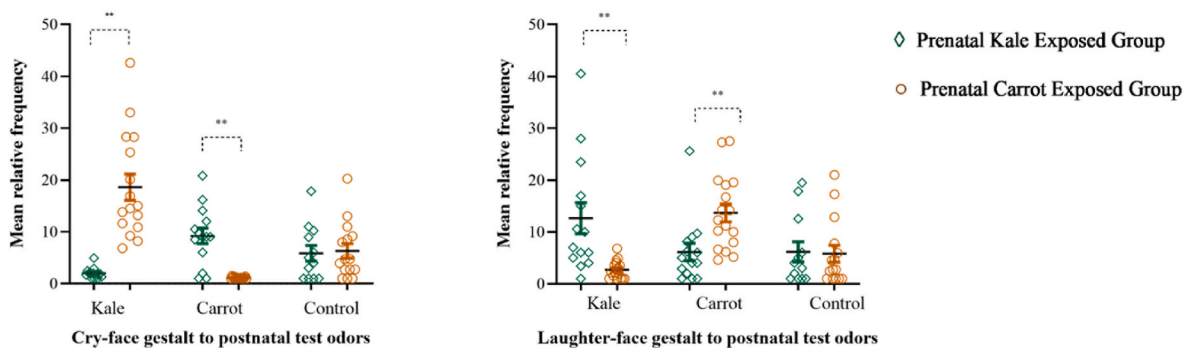 Mean relative frequency
50
40
30
20
10
0
**
**
Kale
Carrot
Control
Cry-face gestalt to postnatal test odors
Mean relative frequency
50
40
30
20
10
0
**
**
Kale
Carrot
Control
Laughter-face gestalt to postnatal test odors
Prenatal Kale Exposed Group
Prenatal Carrot Exposed Group